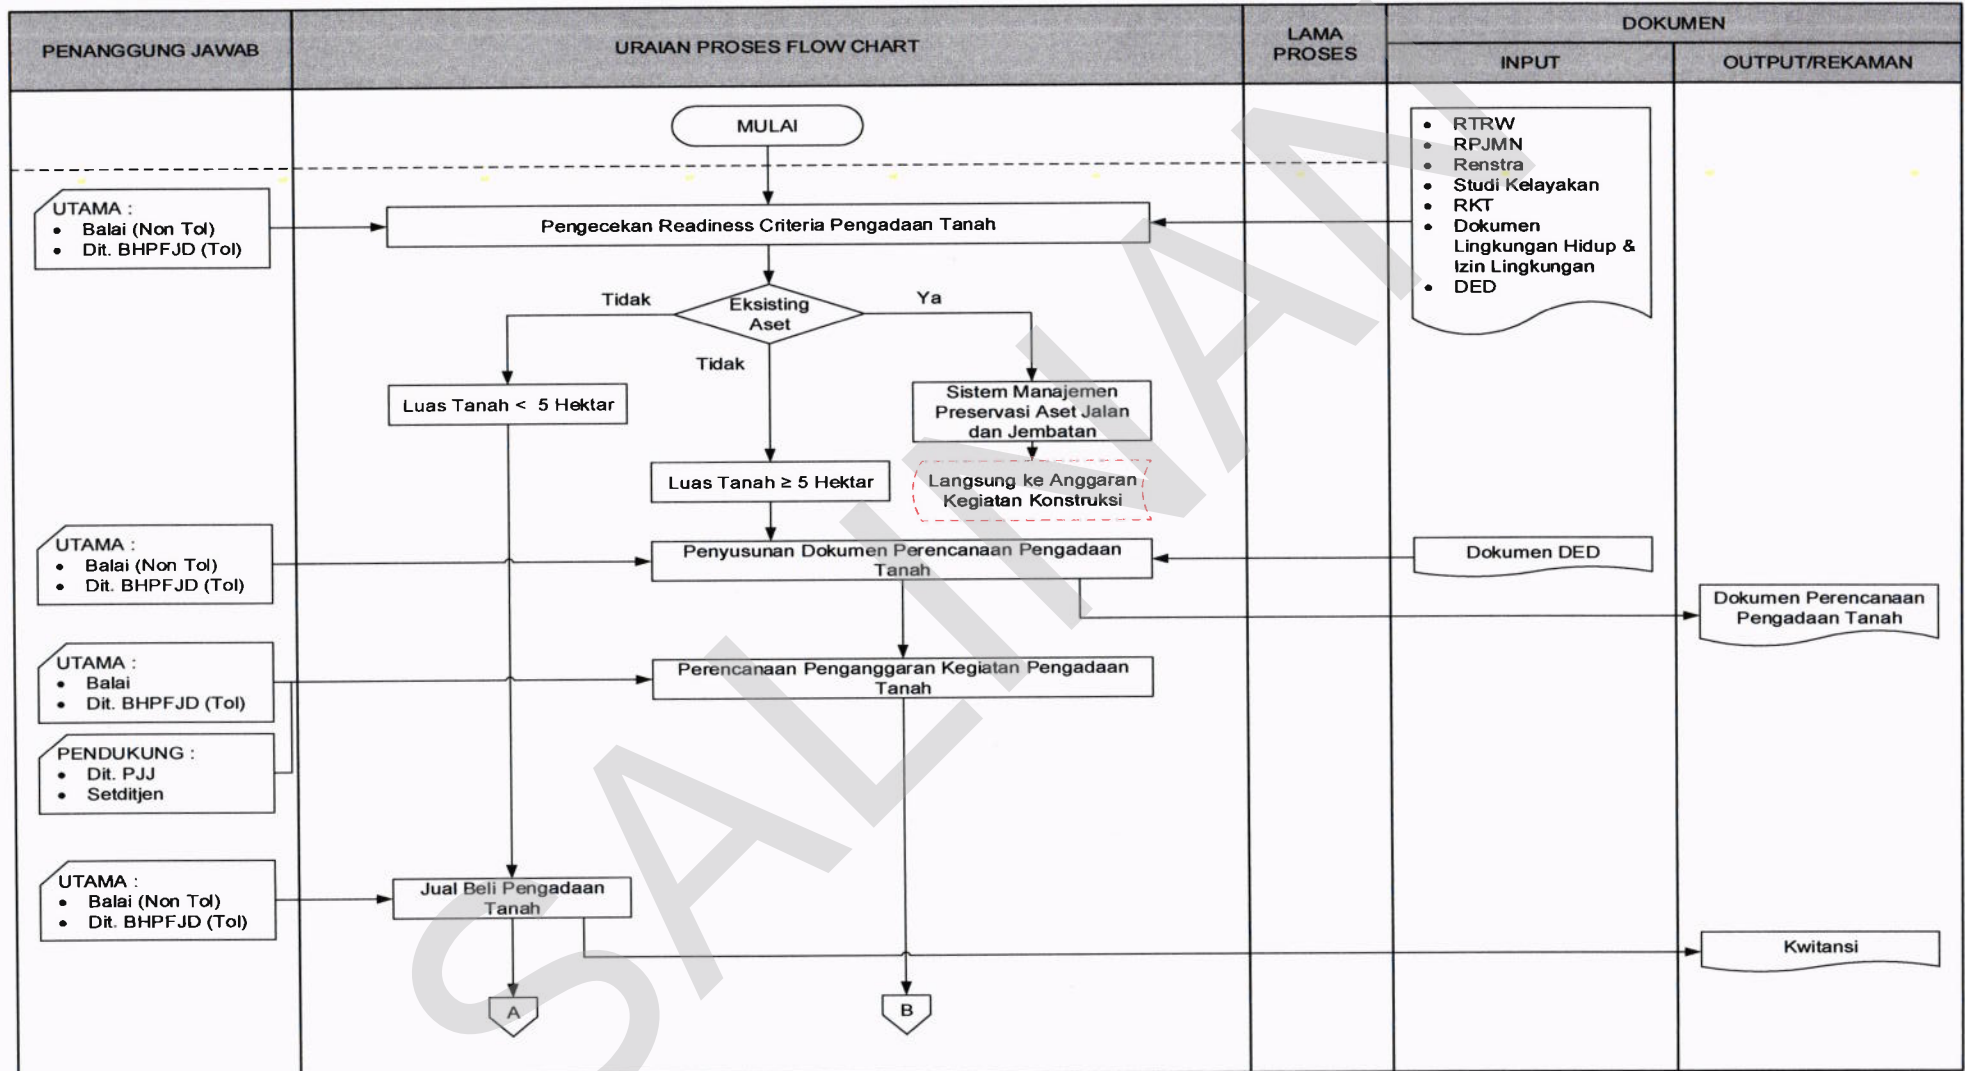 PENANGGUNG JAWAB
URAIAN PROSES FLOW CHART
LAMA
PROSES
DOKUMEN
INPUT
OUTPUT/REKAMAN
MULAI
• RTRW
• RPJMN
• Renstra
• Studi Kelayakan
• RKT
• Dokumen
Lingkungan Hidup &
Izin Lingkungan
• DED
UTAMA :
• Balai (Non Tol)
• Dit. BHPFJD (Tol)
Pengecekan Readiness Criteria Pengadaan Tanah
Eksisting
Aset
Tidak
Ya
Tidak
Luas Tanah < 5 Hektar
Sistem Manajemen
Preservasi Aset Jalan
dan Jembatan
Luas Tanah ≥ 5 Hektar
Langsung ke Anggaran
Kegiatan Konstruksi
UTAMA :
• Balai (Non Tol)
• Dit. BHPFJD (Tol)
Penyusunan Dokumen Perencanaan Pengadaan
Tanah
Dokumen DED
Dokumen Perencanaan
Pengadaan Tanah
UTAMA :
• Balai
• Dit. BHPFJD (Tol)
Perencanaan Penganggaran Kegiatan Pengadaan
Tanah
PENDUKUNG :
• Dit. PJJ
• Setditjen
UTAMA :
• Balai (Non Tol)
• Dit. BHPFJD (Tol)
Jual Beli Pengadaan
Tanah
Kwitansi
A
B
SALINAN